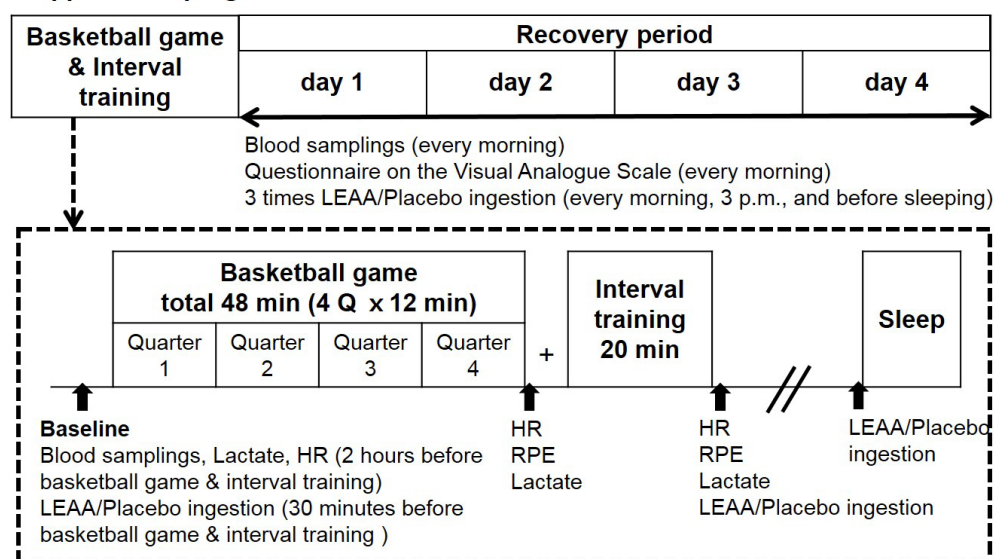 Basketball game
& Interval
training
Recovery period
day 1
day 2
day 3
day 4
Blood samplings (every morning)
Questionnaire on the Visual Analogue Scale (every morning)
3 times LEAA/Placebo ingestion (every morning, 3 p.m., and before sleeping)
Basketball game
total 48 min (4 Q x 12 min)
Quarter
1
Quarter
2
Quarter
3
Quarter
4
+
Interval
training
20 min
Sleep
Baseline
Blood samplings, Lactate, HR (2 hours before
basketball game & interval training)
LEAA/Placebo ingestion (30 minutes before
basketball game & interval training )
HR
RPE
Lactate
HR
RPE
Lactate
LEAA/Placebo ingestion
LEAA/Placebo
ingestion